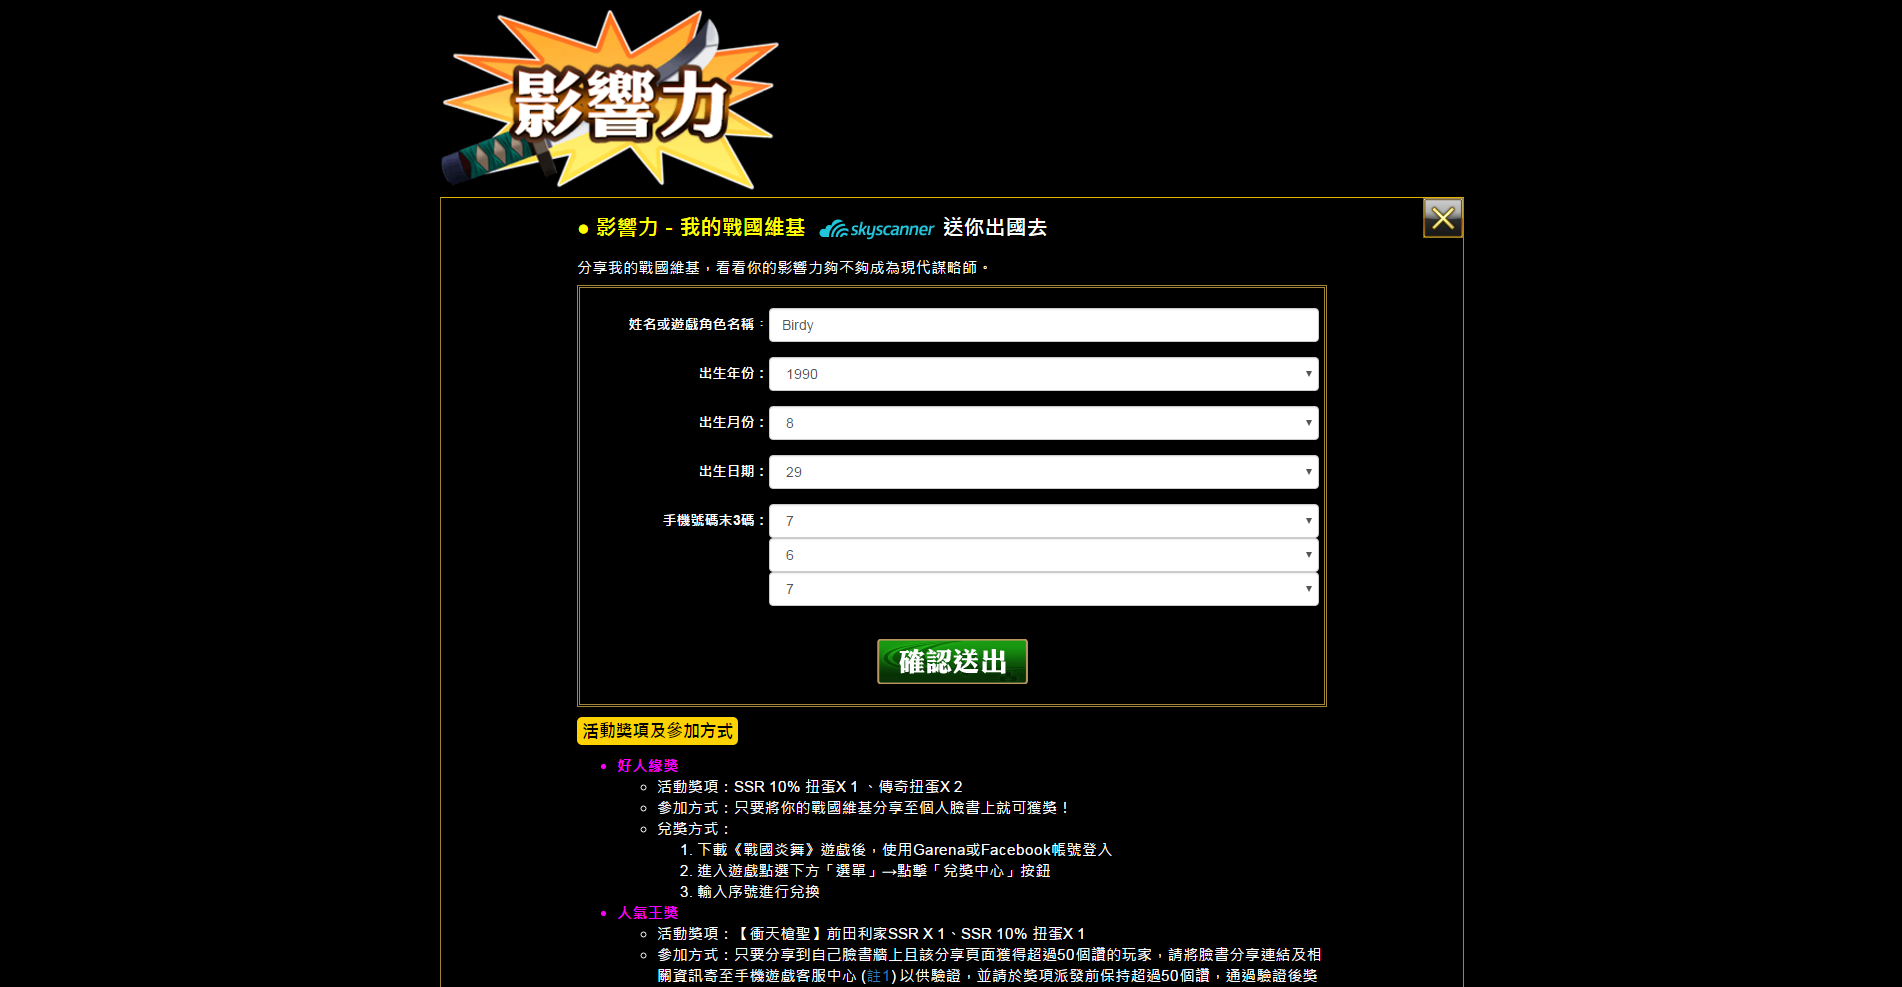 影響力
● 影響力 - 我的戰國維基 skyscanner 送你出國去
分享我的戰國維基，看看你的影響力夠不夠成為現代謀略師。
姓名或遊戲角色名稱： Birdy
出生年份： 1990
出生月份： 8
出生日期： 29
手機號碼末3碼： 7
6
7
確認送出
活動獎項及參加方式
• 好人緣獎
○ 活動獎項：SSR 10% 扭蛋X 1 、傳奇扭蛋X 2
○ 參加方式：只要將你的戰國維基分享至個人臉書上就可獲獎！
○ 兌獎方式：
1. 下載《戰國炎舞》遊戲後，使用Garena或Facebook帳號登入
2. 進入遊戲點選下方「選單」→點擊「兌獎中心」按鈕
3. 輸入序號進行兌換
• 人氣王獎
○ 活動獎項：【衝天槍聖】前田利家SSR X 1、SSR 10% 扭蛋X 1
○ 參加方式：只要分享到自己臉書牆上且該分享頁面獲得超過50個讚的玩家，請將臉書分享連結及相
關資訊寄至手機遊戲客服中心 (註1) 以供驗證，並請於獎項派發前保持超過50個讚，通過驗證後獎